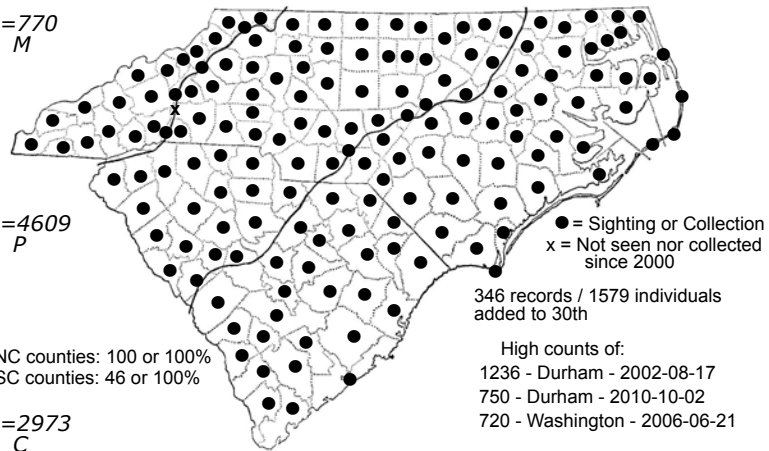 =770
M
=4609
P
● = Sighting or Collection
x = Not seen nor collected
since 2000
x
346 records / 1579 individuals
added to 30th
NC counties: 100 or 100%
SC counties: 46 or 100%
High counts of:
1236 - Durham - 2002-08-17
750 - Durham - 2010-10-02
720 - Washington - 2006-06-21
=2973
C